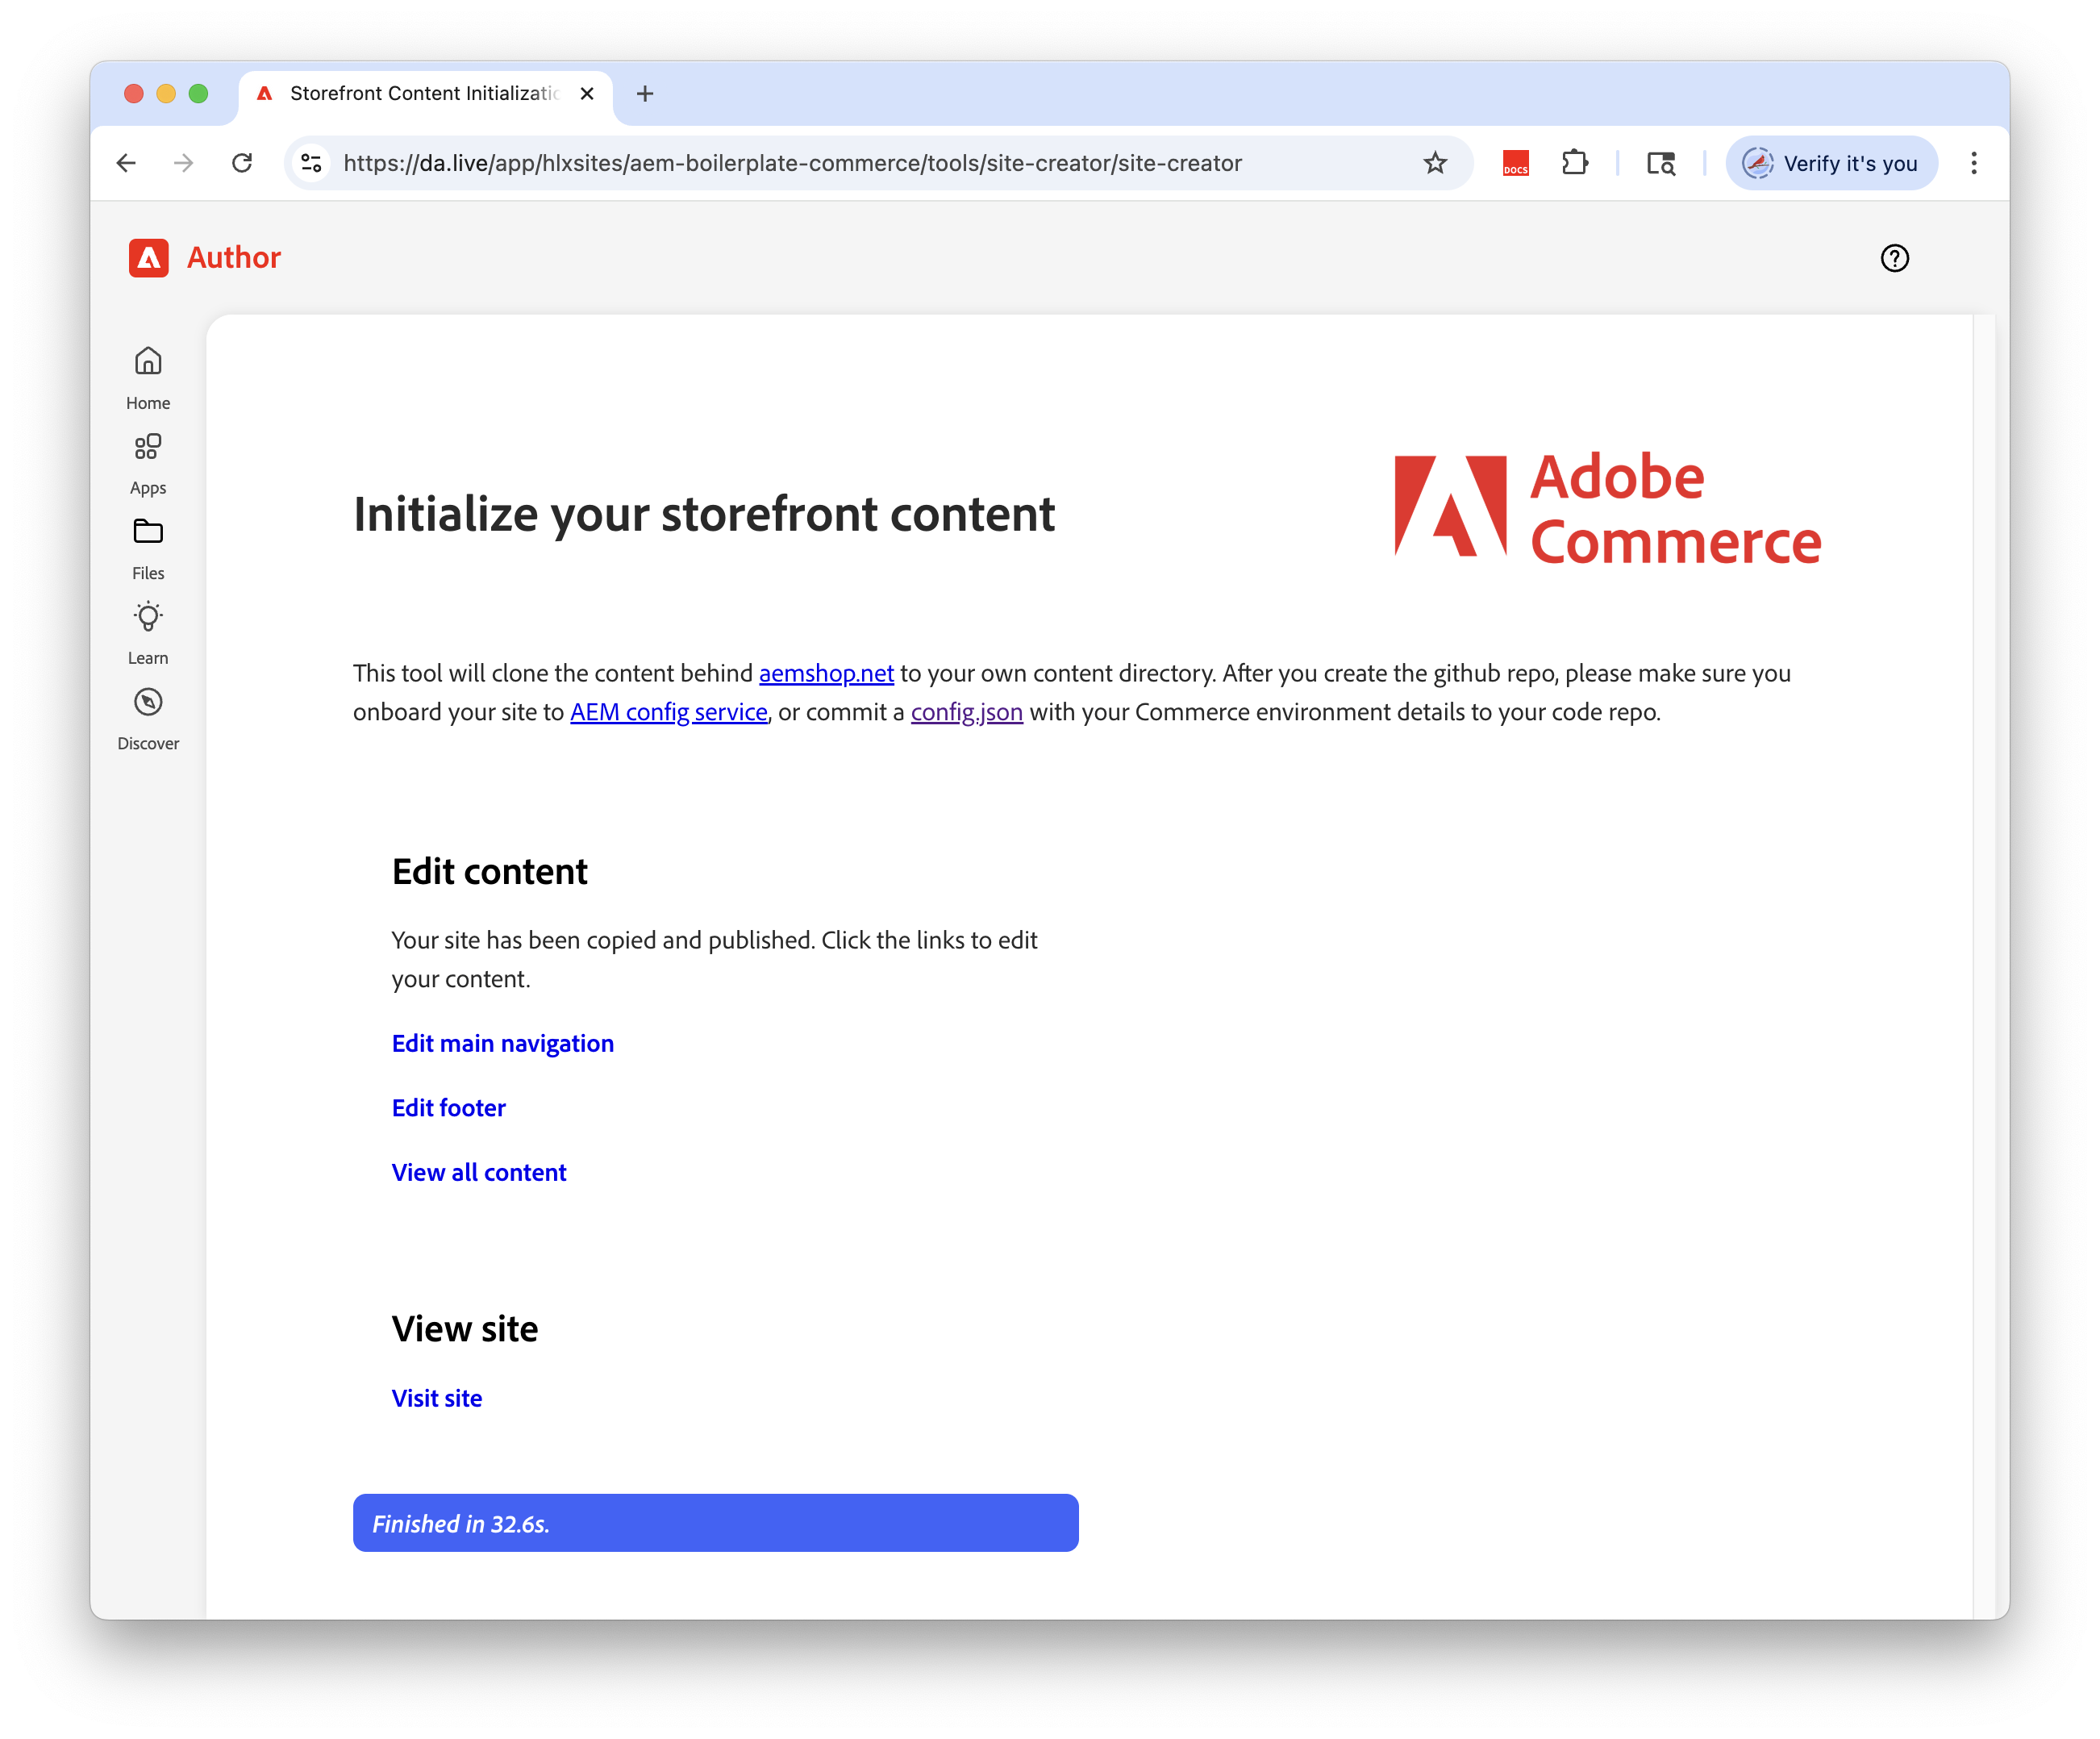 Storefront Content Initializatio
https://da.live/app/hlxsites/aem-boilerplate-commerce/tools/site-creator/site-creator
DOCS
Verify it's you
Author
Home
Apps
Files
Learn
Discover
Initialize your storefront content
Adobe
Commerce
This tool will clone the content behind aemshop.net to your own content directory. After you create the github repo, please make sure you
onboard your site to AEM config service, or commit a config.json with your Commerce environment details to your code repo.
Edit content
Your site has been copied and published. Click the links to edit
your content.
Edit main navigation
Edit footer
View all content
View site
Visit site
Finished in 32.6s.